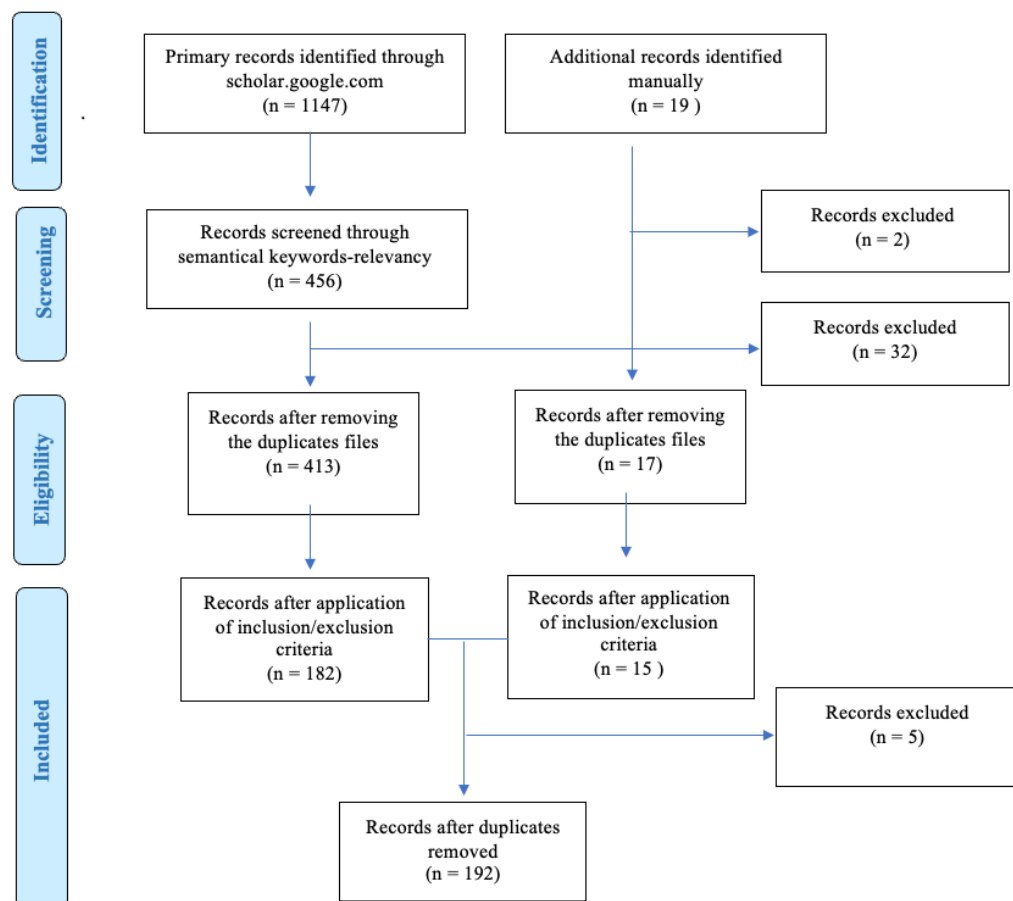 Identification
Primary records identified through
scholar.google.com
(n = 1147)
Additional records identified
manually
(n = 19 )
.
Screening
Records screened through
semantical keywords-relevancy
(n = 456)
Records excluded
(n = 2)
Records excluded
(n = 32)
Eligibility
Records after removing
the duplicates files
(n = 413)
Records after removing
the duplicates files
(n = 17)
Included
Records after application
of inclusion/exclusion
criteria
(n = 182)
Records after application
of inclusion/exclusion
criteria
(n = 15 )
Records excluded
(n = 5)
Records after duplicates
removed
(n = 192)